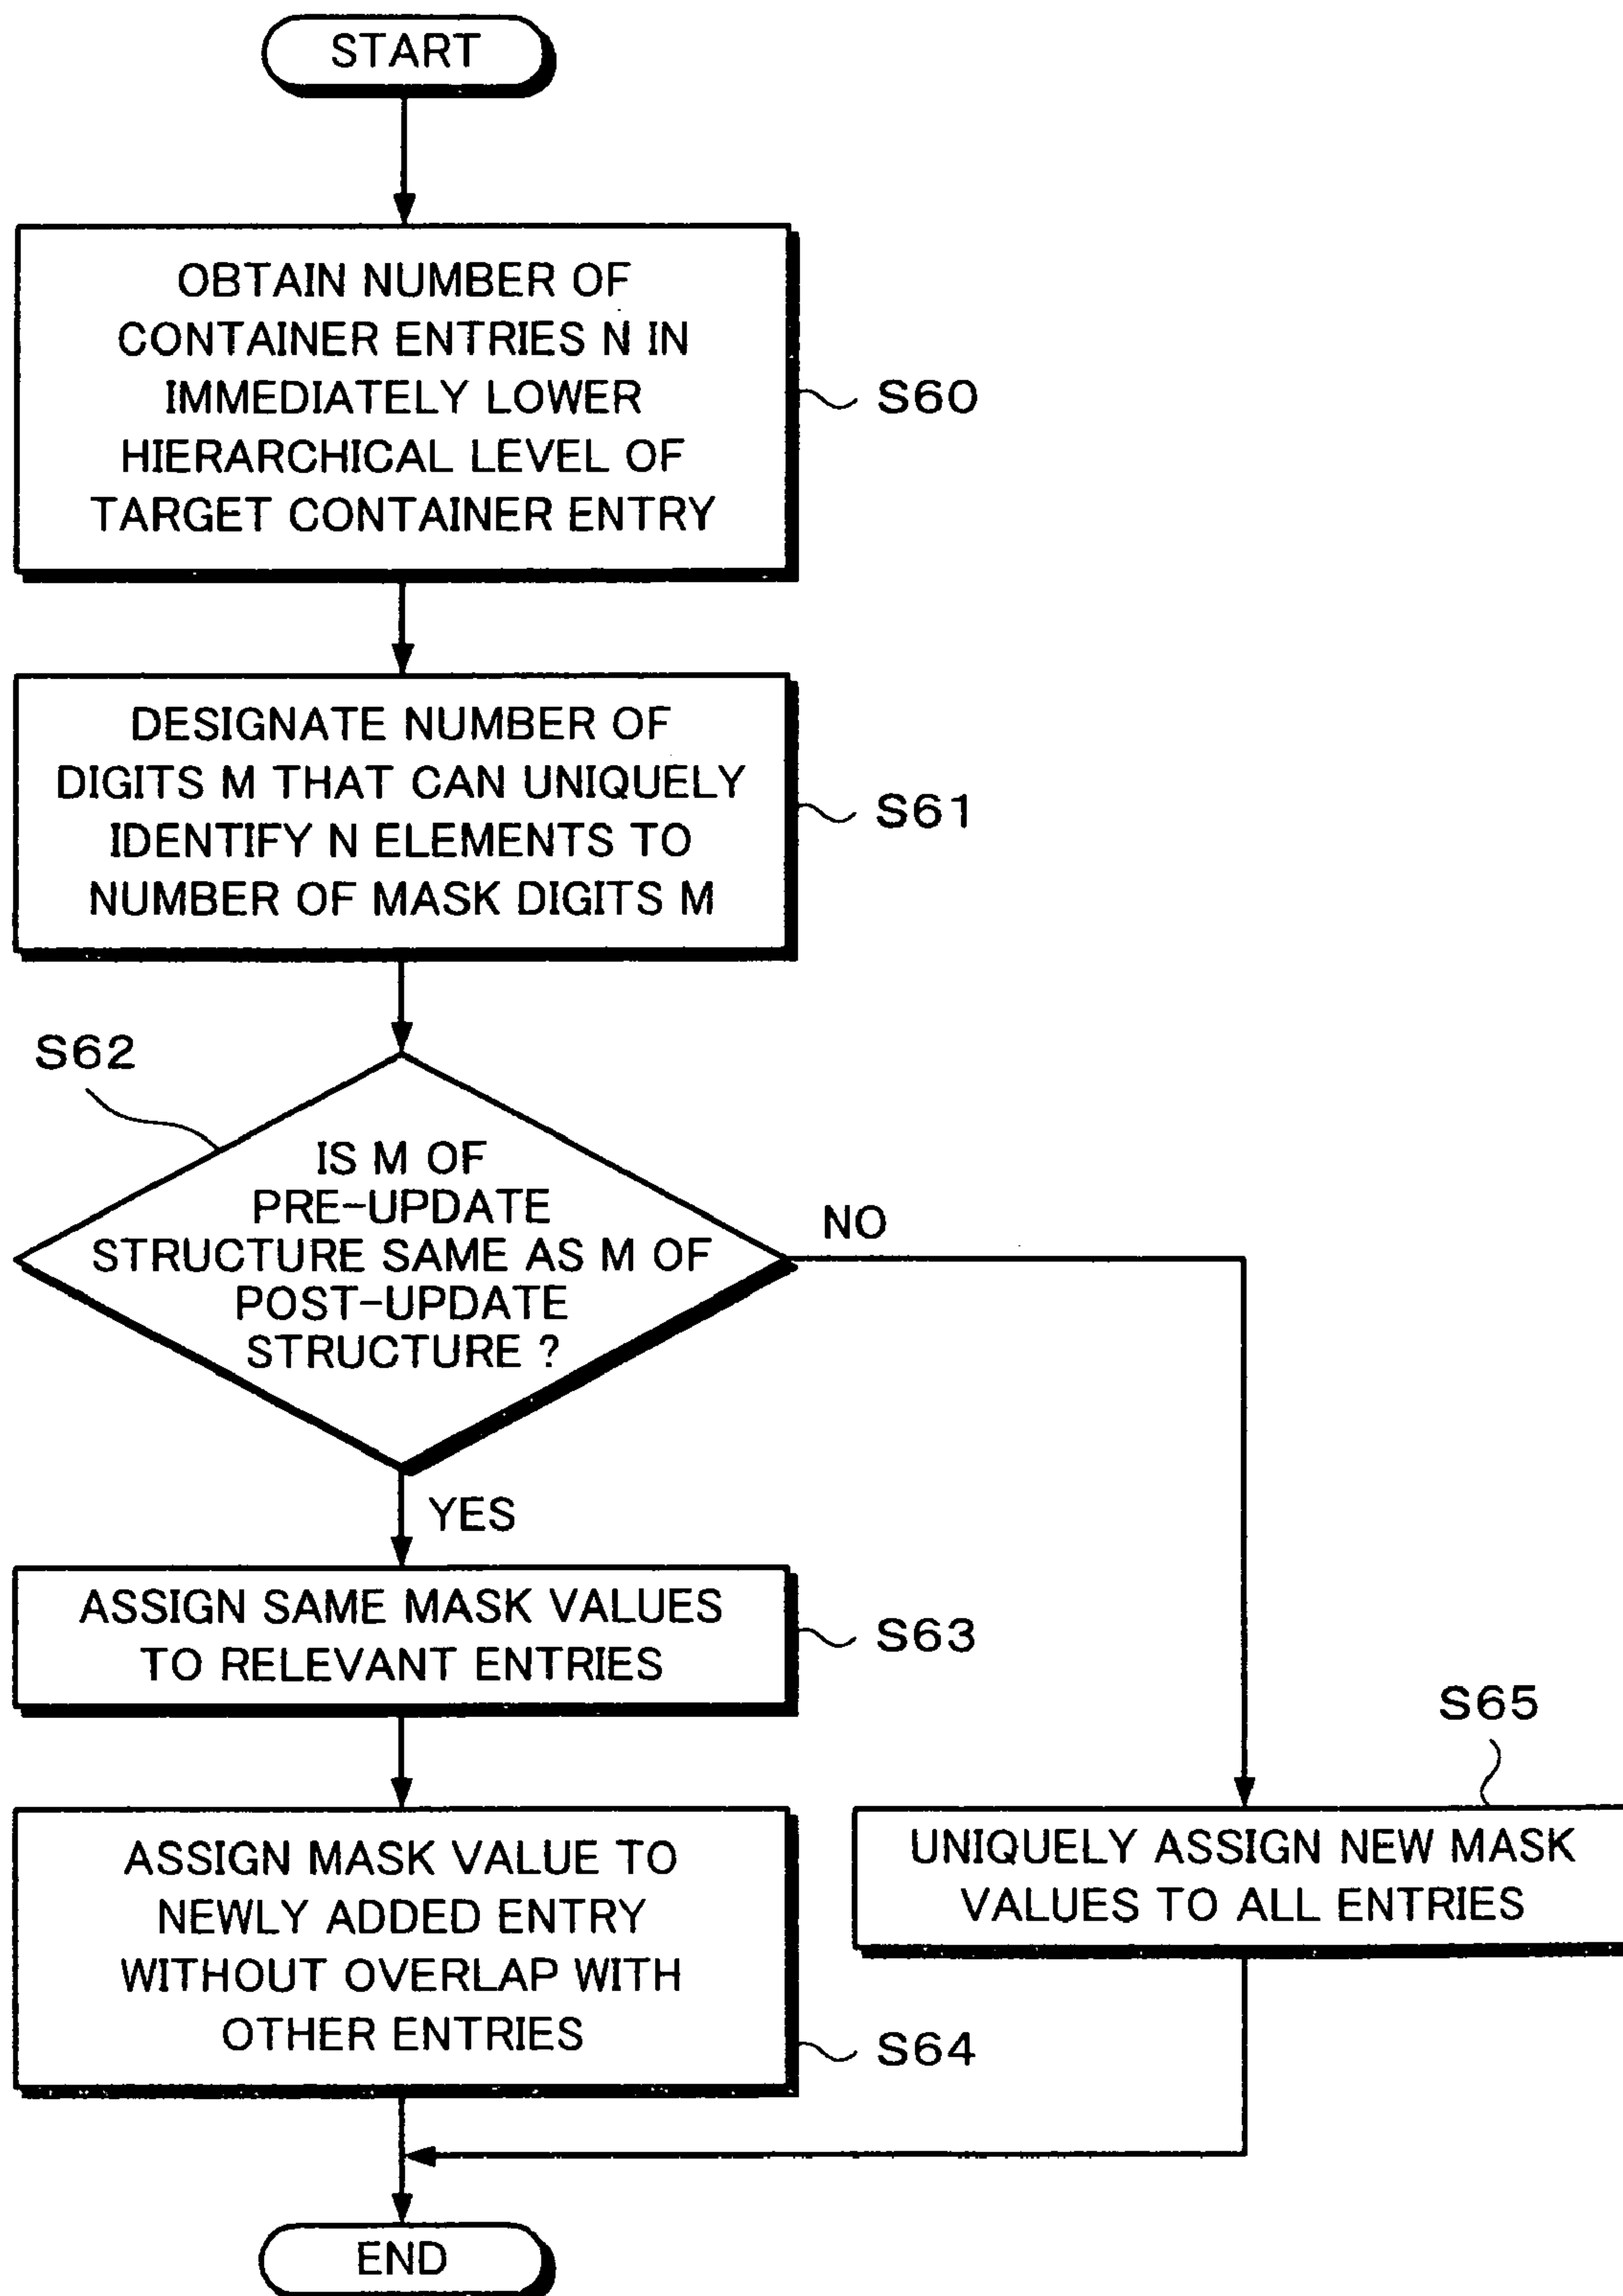 START
OBTAIN NUMBER OF
CONTAINER ENTRIES N IN
IMMEDIATELY LOWER
HIERARCHICAL LEVEL OF
TARGET CONTAINER ENTRY
S60
DESIGNATE NUMBER OF
DIGITS M THAT CAN UNIQUELY
IDENTIFY N ELEMENTS TO
NUMBER OF MASK DIGITS M
S61
S62
IS M OF
PRE-UPDATE
STRUCTURE SAME AS M OF
POST-UPDATE
STRUCTURE ?
NO
YES
ASSIGN SAME MASK VALUES
TO RELEVANT ENTRIES
S63
ASSIGN MASK VALUE TO
NEWLY ADDED ENTRY
WITHOUT OVERLAP WITH
OTHER ENTRIES
S64
S65
UNIQUELY ASSIGN NEW MASK
VALUES TO ALL ENTRIES
END